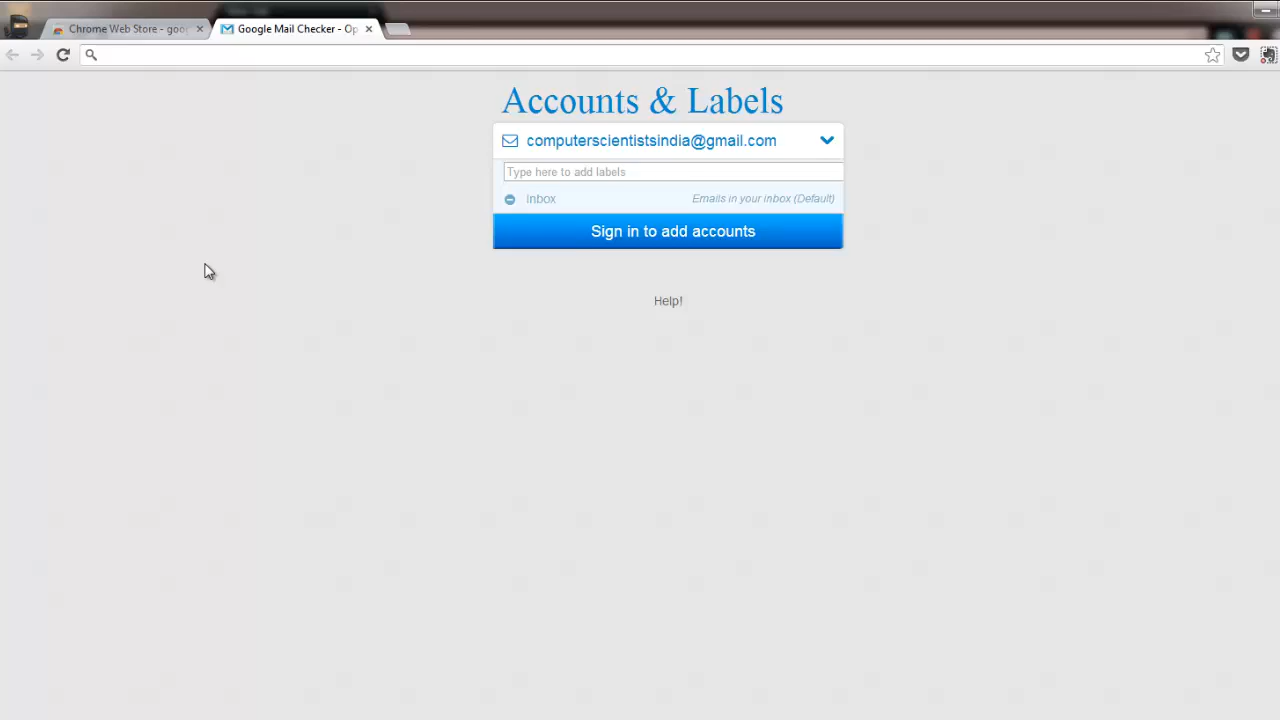 Chrome Web Store - goo
Google Mail Checker - Op
Accounts & Labels
computerscientistsindia@gmail.com
Type here to add labels
Inbox
Emails in your inbox (Default)
Sign in to add accounts
Help!